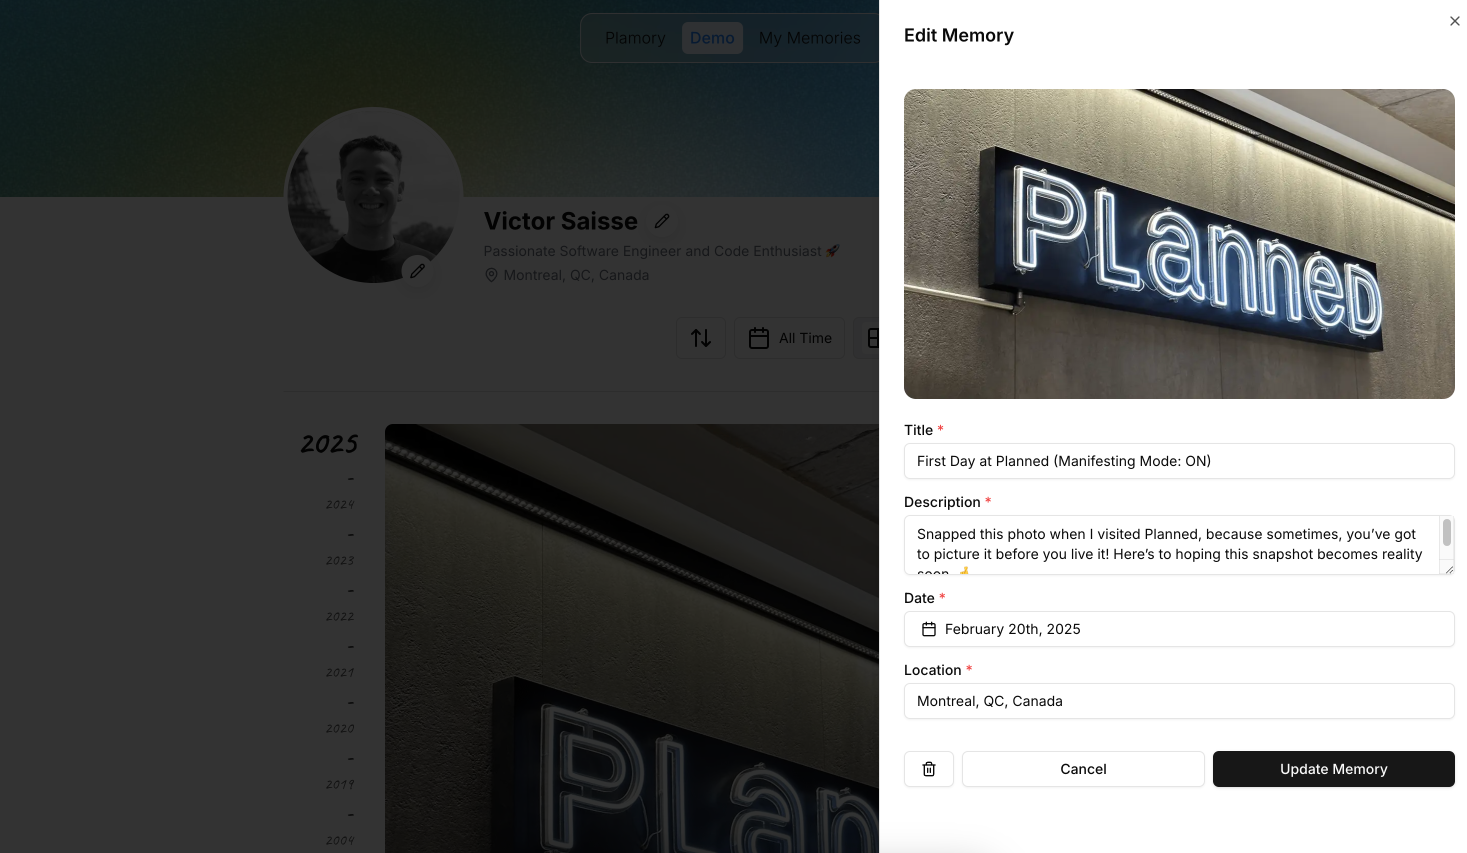 Plamory Demo My Memories
Victor Saisse
Passionate Software Engineer and Code Enthusiast 🚀
Montreal, QC, Canada
All Time
2025
2024
2023
2022
2021
2020
2019
2004
Edit Memory
PLanneD
Title *
First Day at Planned (Manifesting Mode: ON)
Description *
Snapped this photo when I visited Planned, because sometimes, you’ve got
to picture it before you live it! Here’s to hoping this snapshot becomes reality
soon 🤞
Date *
February 20th, 2025
Location *
Montreal, QC, Canada
Cancel
Update Memory